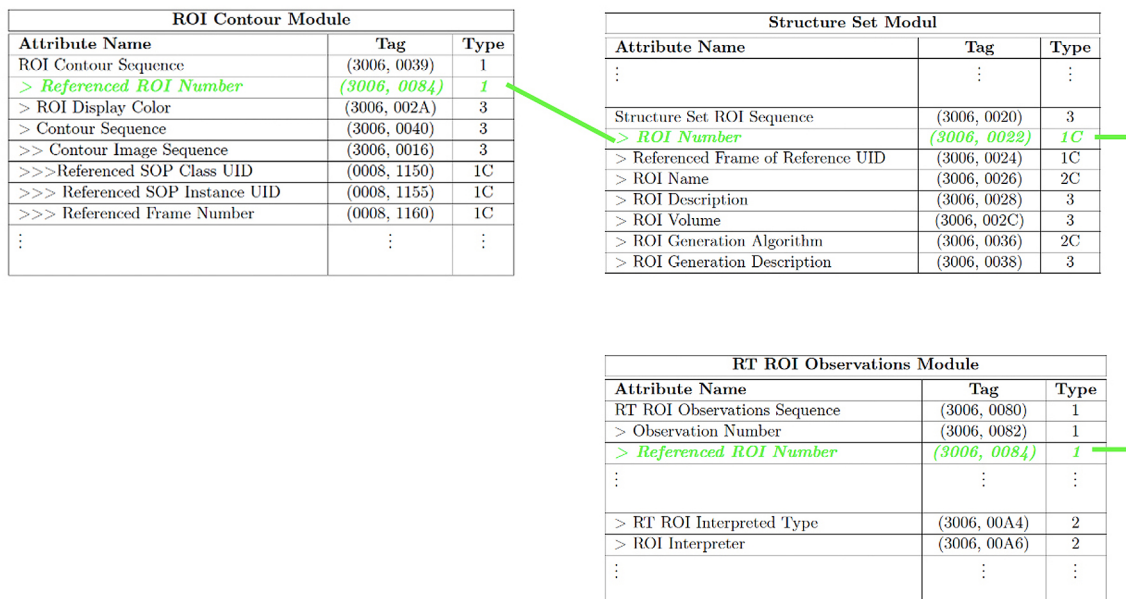 ROI Contour Module
Attribute Name Tag Type
ROI Contour Sequence (3006, 0039) 1
> Referenced ROI Number (3006, 0084) 1
> ROI Display Color (3006, 002A) 3
> Contour Sequence (3006, 0040) 3
>> Contour Image Sequence (3006, 0016) 3
>>>Referenced SOP Class UID (0008, 1150) 1C
>>> Referenced SOP Instance UID (0008, 1155) 1C
>>> Referenced Frame Number (0008, 1160) 1C
⋮ ⋮ ⋮
Structure Set Modul
Attribute Name Tag Type
⋮ ⋮ ⋮
Structure Set ROI Sequence (3006, 0020) 3
> ROI Number (3006, 0022) 1C
> Referenced Frame of Reference UID (3006, 0024) 1C
> ROI Name (3006, 0026) 2C
> ROI Description (3006, 0028) 3
> ROI Volume (3006, 002C) 3
> ROI Generation Algorithm (3006, 0036) 2C
> ROI Generation Description (3006, 0038) 3
RT ROI Observations Module
Attribute Name Tag Type
RT ROI Observations Sequence (3006, 0080) 1
> Observation Number (3006, 0082) 1
> Referenced ROI Number (3006, 0084) 1
⋮ ⋮ ⋮
> RT ROI Interpreted Type (3006, 00A4) 2
> ROI Interpreter (3006, 00A6) 2
⋮ ⋮ ⋮